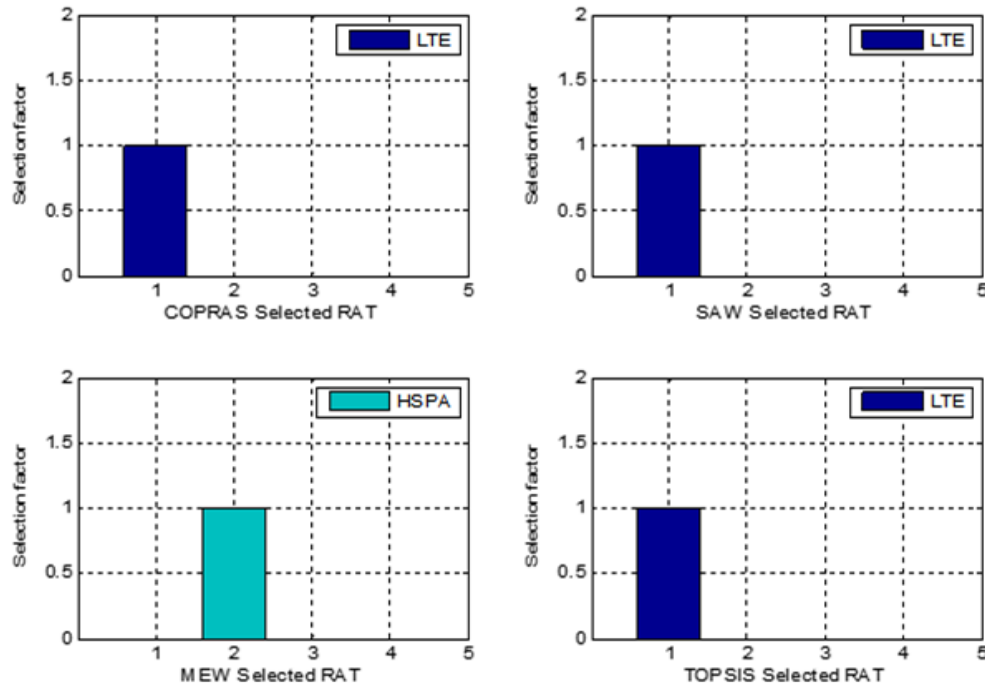 2
LTE
1.5
Selection factor
1
0.5
0
1 2 3 4 5
COPRAS Selected RAT
2
LTE
1.5
Selection factor
1
0.5
0
1 2 3 4 5
SAW Selected RAT
2
HSPA
1.5
Selection factor
1
0.5
0
1 2 3 4 5
MEW Selected RAT
2
LTE
1.5
Selection factor
1
0.5
0
1 2 3 4 5
TOPSIS Selected RAT